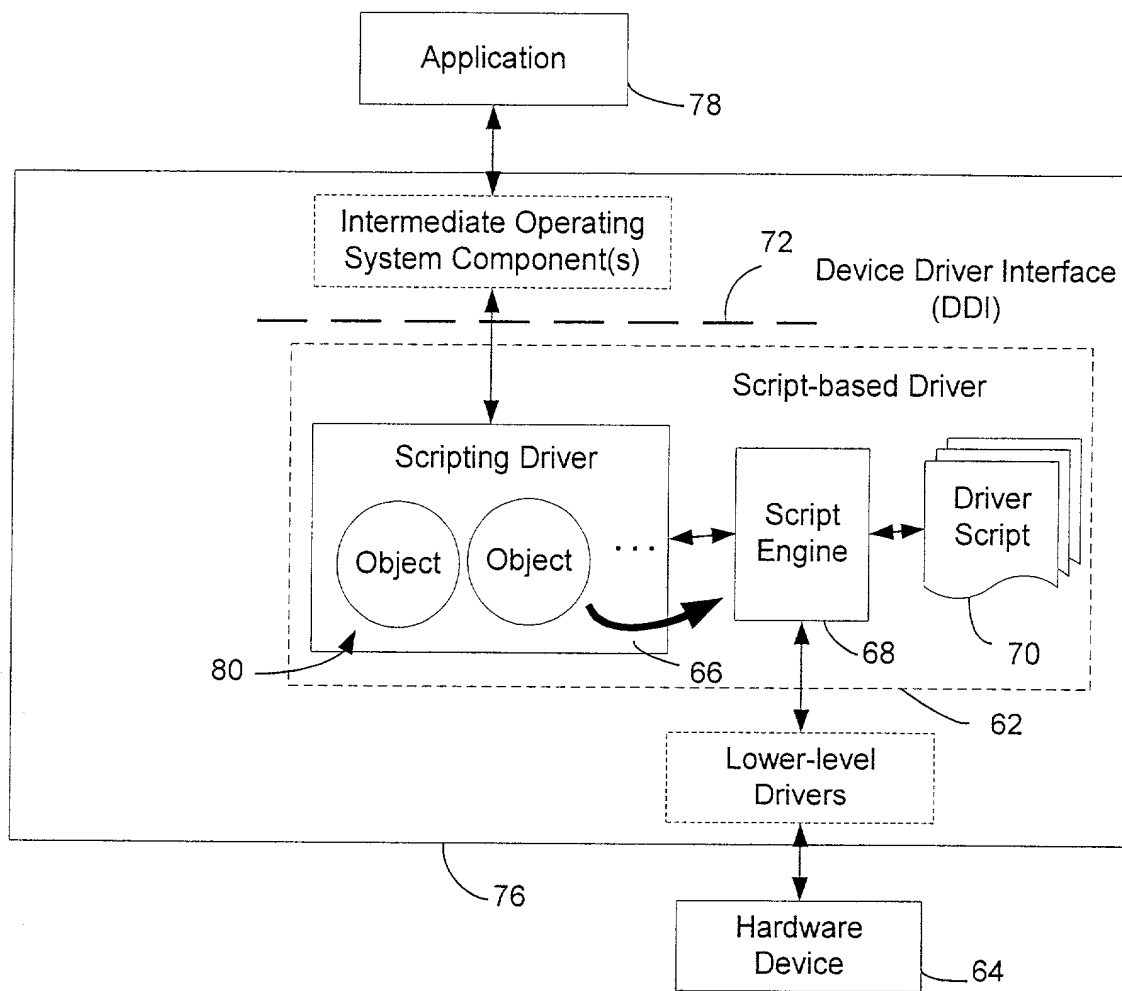 Application
78
Intermediate Operating
System Component(s)
72
Device Driver Interface
(DDI)
Script-based Driver
Scripting Driver
Object
Object
...
Script
Engine
Driver
Script
80
66
68
70
62
Lower-level
Drivers
76
Hardware
Device
64